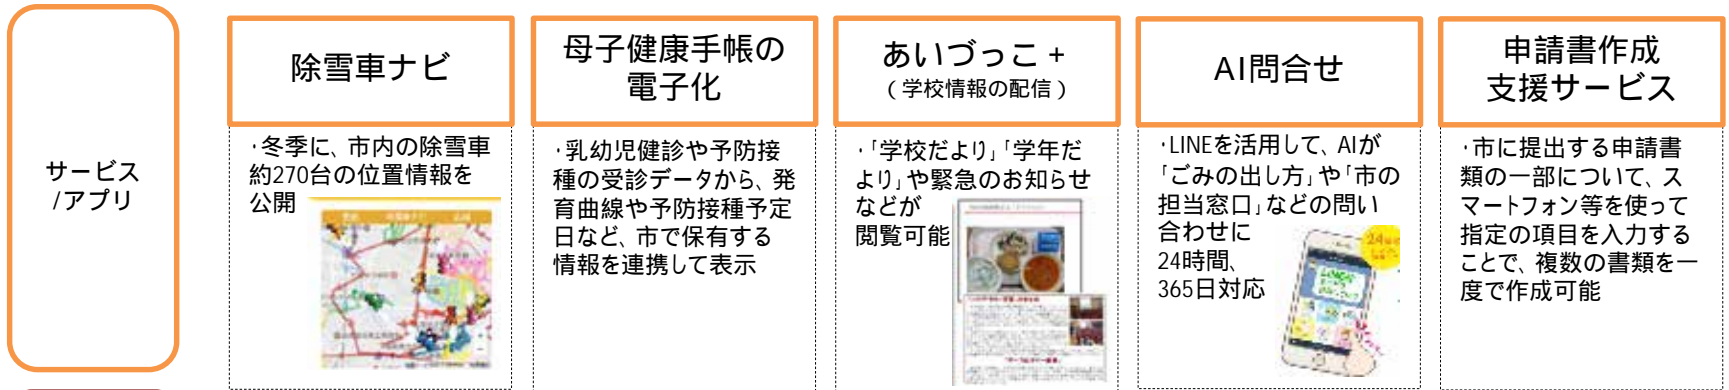 サービス
/アプリ
除雪車ナビ
・冬季に、市内の除雪車
約270台の位置情報を
公開
母子健康手帳の
電子化
・乳幼児健診や予防接
種の受診データから、発
育曲線や予防接種予定
日など、市で保有する
情報を連携して表示
あいづっこ+
(学校情報の配信)
・「学校だより」「学年だ
より」や緊急のお知らせ
などが
閲覧可能
AI問合せ
・LINEを活用して、AIが
「ごみの出し方」や「市の
担当窓口」などの問い
合わせに
24時間、
365日対応
申請書作成
支援サービス
・市に提出する申請書
類の一部について、ス
マートフォン等を使って
指定の項目を入力する
ことで、複数の書類を一
度で作成可能